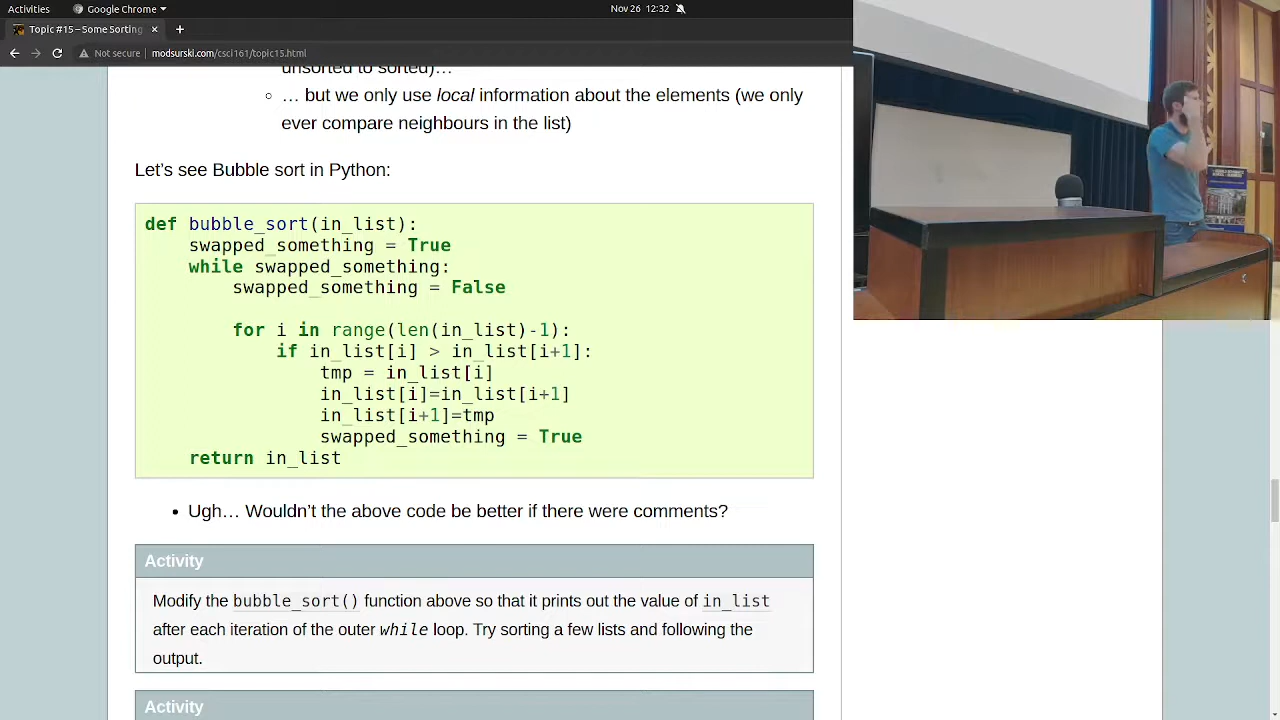 Activities
Google Chrome
Nov 26 12:32
Topic #15 – Some Sorting
Not secure
modsurski.com/csci161/topic15.html
unsorted to sorted)…
… but we only use local information about the elements (we only
ever compare neighbours in the list)
Let’s see Bubble sort in Python:
def bubble_sort(in_list):
swapped_something = True
while swapped_something:
swapped_something = False
for i in range(len(in_list)-1):
if in_list[i] > in_list[i+1]:
tmp = in_list[i]
in_list[i]=in_list[i+1]
in_list[i+1]=tmp
swapped_something = True
return in_list
Ugh… Wouldn’t the above code be better if there were comments?
Activity
Modify the bubble_sort() function above so that it prints out the value of in_list
after each iteration of the outer while loop. Try sorting a few lists and following the
output.
Activity